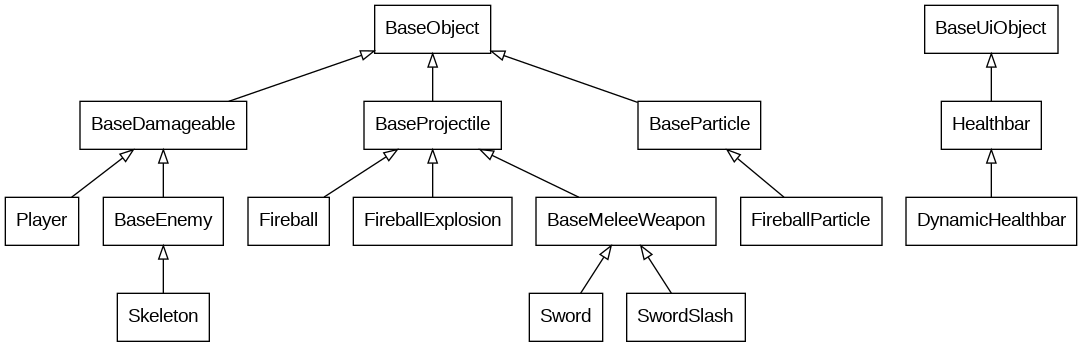 BaseObject
BaseUiObject
BaseDamageable
BaseProjectile
BaseParticle
Healthbar
Player
BaseEnemy
Fireball
FireballExplosion
BaseMeleeWeapon
FireballParticle
DynamicHealthbar
Skeleton
Sword
SwordSlash